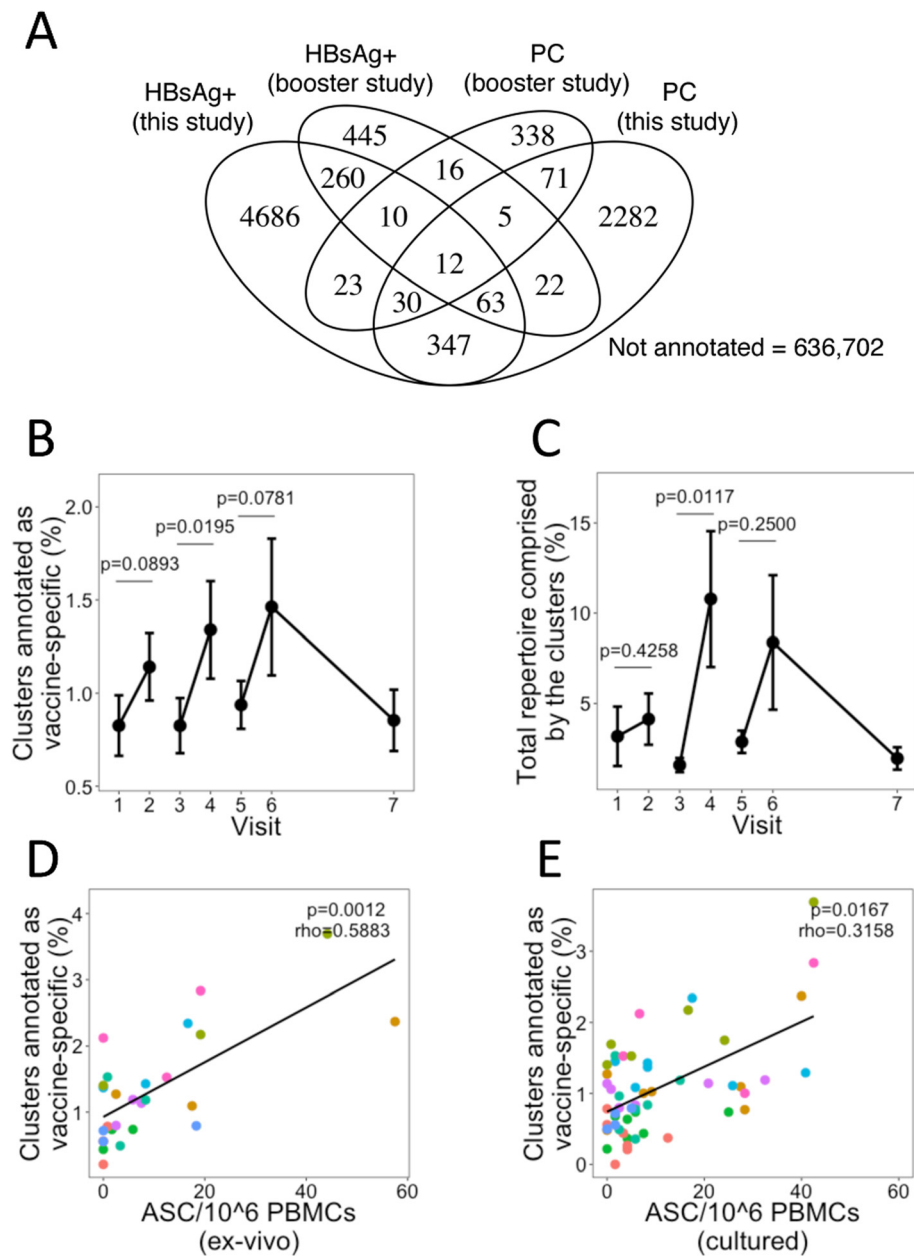 A
HBsAg+
(this study)
HBsAg+
(booster study)
PC
(booster study)
PC
(this study)
445
338
260
16
71
4686
10
5
2282
12
23
30
63
22
347
Not annotated = 636,702
B
Clusters annotated as
vaccine-specific (%)
2.0
1.5
1.0
0.5
p=0.0893
p=0.0195
p=0.0781
1 2 3 4 5 6 7
Visit
C
Total repertoire comprised
by the clusters (%)
15
10
5
p=0.4258
p=0.0117
p=0.2500
1 2 3 4 5 6 7
Visit
D
Clusters annotated as
vaccine-specific (%)
4
3
2
1
p=0.0012
rho=0.5883
0 20 40 60
ASC/10^6 PBMCs
(ex-vivo)
E
Clusters annotated as
vaccine-specific (%)
3
2
1
0
p=0.0167
rho=0.3158
0 20 40 60
ASC/10^6 PBMCs
(cultured)